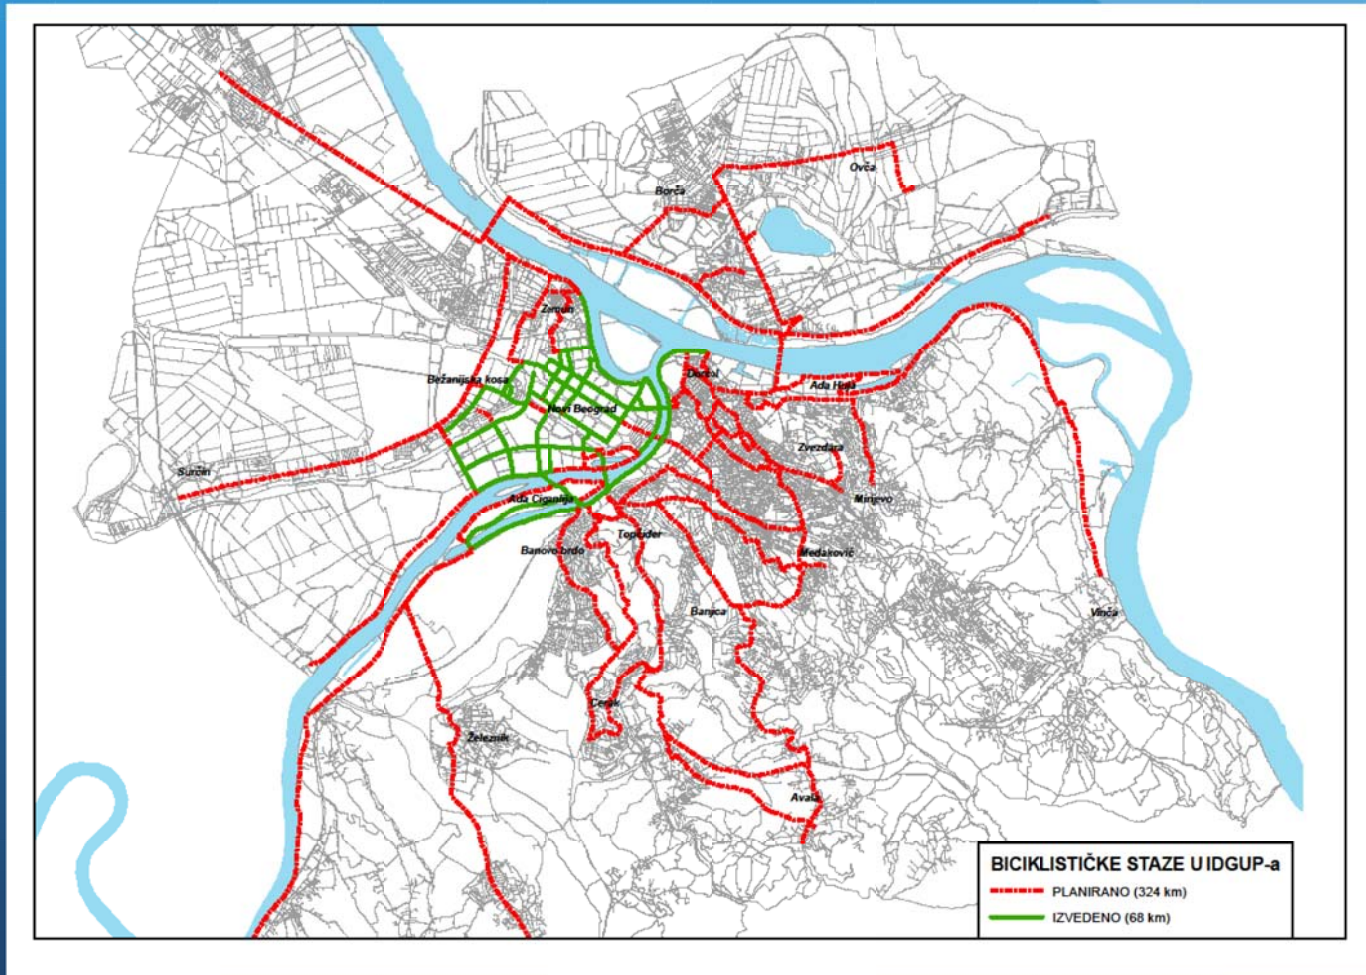 Ovča
Borča
Zemun
Bežanijska kosa
Dorćol
Ada Huja
Novi Beograd
Zvezdara
Surčin
Ada Ciganlija
Mirijevo
Topčider
Banovo brdo
Medaković
Banjica
Vinča
Cerak
Železnik
Avala
BICIKLISTIČKE STAZE U IDGUP-a
PLANIRANO (324 km)
IZVEDENO (68 km)